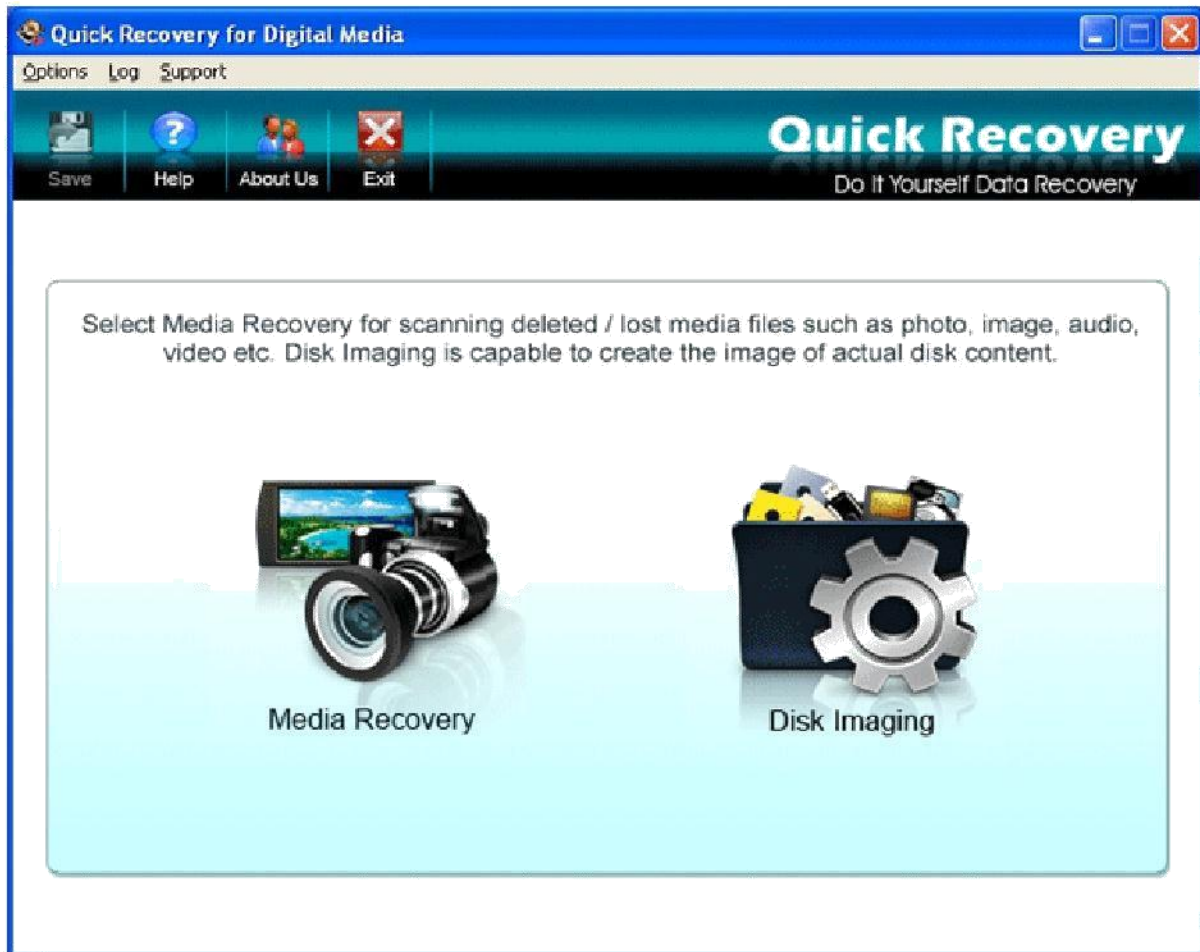 Quick Recovery for Digital Media
Options Log Support
Save Help About Us Exit
Quick Recovery
Do It Yourself Data Recovery
Select Media Recovery for scanning deleted / lost media files such as photo, image, audio,
video etc. Disk Imaging is capable to create the image of actual disk content.
Media Recovery
Disk Imaging